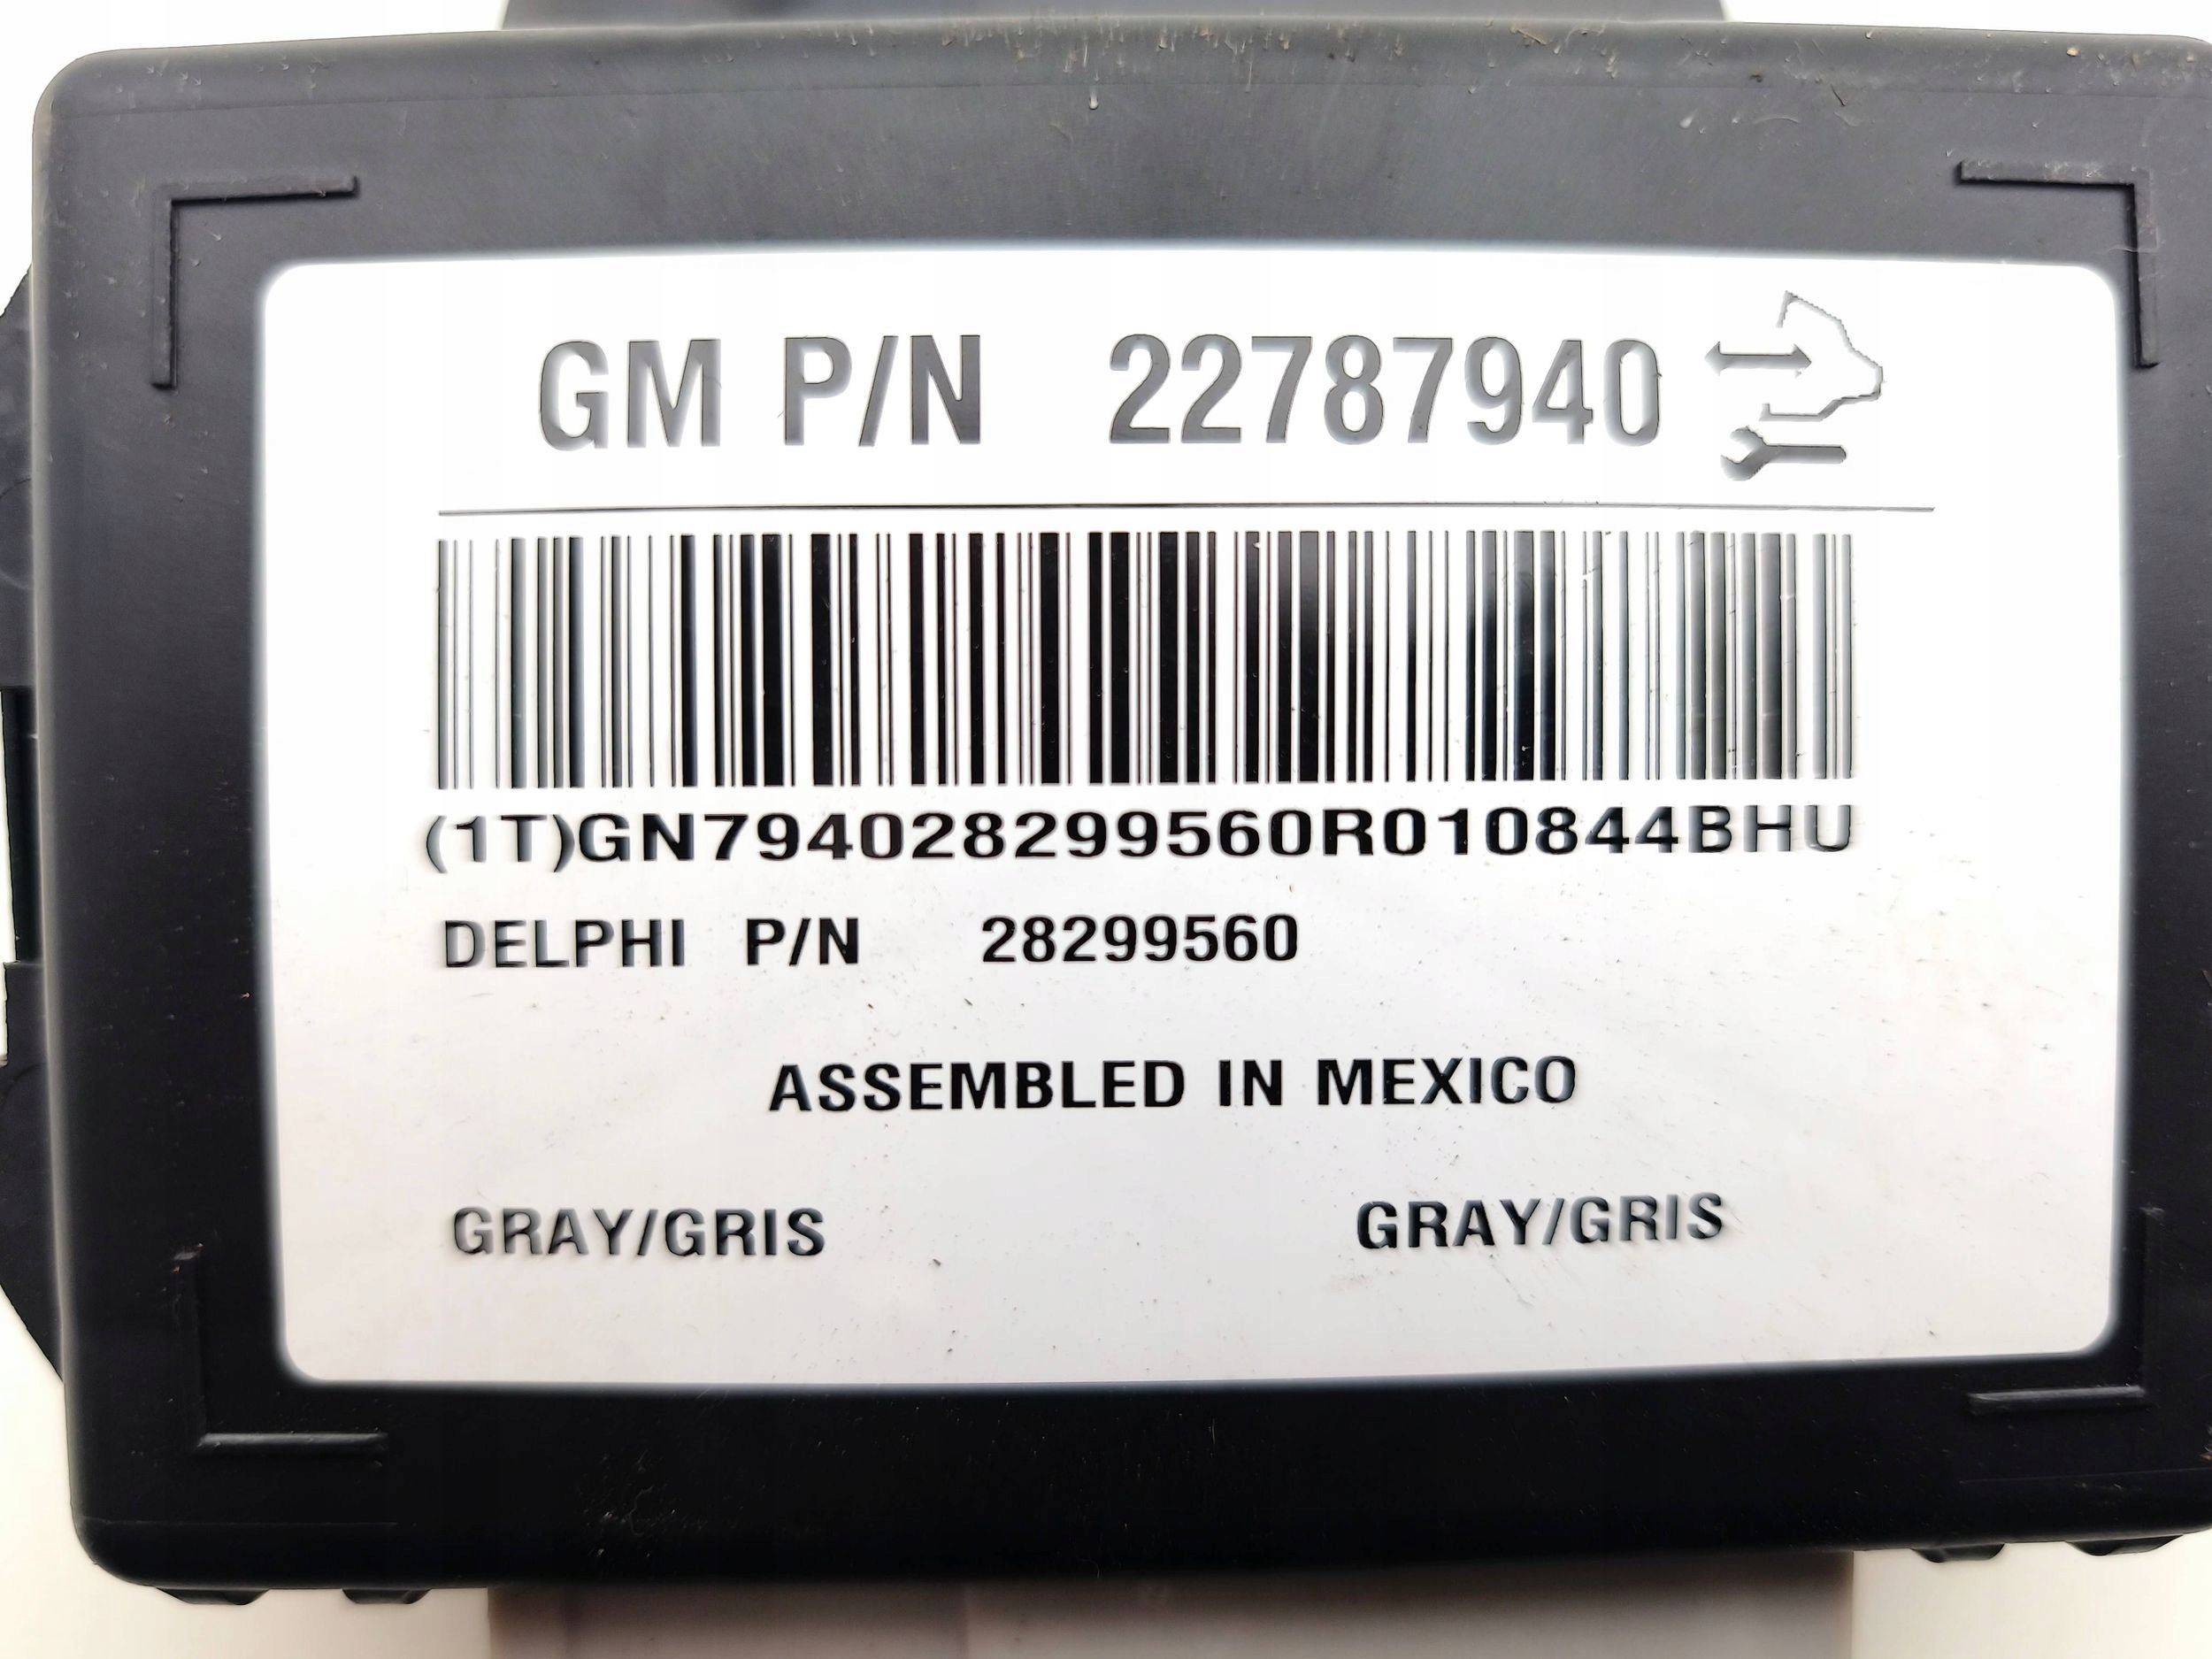 GM P/N 22787940
(1T)GN794028299560R010844BHU
DELPHI P/N 28299560
ASSEMBLED IN MEXICO
GRAY/GRIS GRAY/GRIS